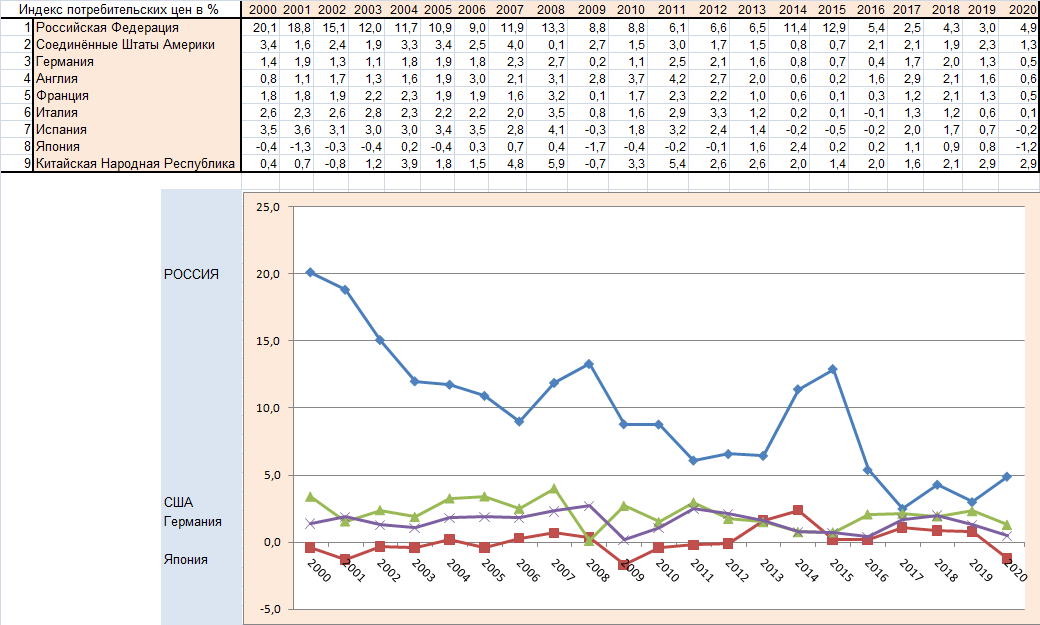 Индекс потребительских цен в % 2000 2001 2002 2003 2004 2005 2006 2007 2008 2009 2010 2011 2012 2013 2014 2015 2016 2017 2018 2019 2020
1 Российская Федерация 20,1 18,8 15,1 12,0 11,7 10,9 9,0 11,9 13,3 8,8 8,8 6,1 6,6 6,5 11,4 12,9 5,4 2,5 4,3 3,0 4,9
2 Соединённые Штаты Америки 3,4 1,6 2,4 1,9 3,3 3,4 2,5 4,0 0,1 2,7 1,5 3,0 1,7 1,5 0,8 0,7 2,1 2,1 1,9 2,3 1,3
3 Германия 1,4 1,9 1,3 1,1 1,8 1,9 1,8 2,3 2,7 0,2 1,1 2,5 2,1 1,6 0,8 0,7 0,4 1,7 2,0 1,3 0,5
4 Англия 0,8 1,1 1,7 1,3 1,6 1,9 3,0 2,1 3,1 2,8 3,7 4,2 2,7 2,0 0,6 0,2 1,6 2,9 2,1 1,6 0,6
5 Франция 1,8 1,8 1,9 2,2 2,3 1,9 1,9 1,6 3,2 0,1 1,7 2,3 2,2 1,0 0,6 0,1 0,3 1,2 2,1 1,3 0,5
6 Италия 2,6 2,3 2,6 2,8 2,3 2,2 2,2 2,0 3,5 0,8 1,6 2,9 3,3 1,2 0,2 0,1 -0,1 1,3 1,2 0,6 0,1
7 Испания 3,5 3,6 3,1 3,0 3,0 3,4 3,5 2,8 4,1 -0,3 1,8 3,2 2,4 1,4 -0,2 -0,5 -0,2 2,0 1,7 0,7 -0,2
8 Япония -0,4 -1,3 -0,3 -0,4 0,2 -0,4 0,3 0,7 0,4 -1,7 -0,4 -0,2 -0,1 1,6 2,4 0,2 0,2 1,1 0,9 0,8 -1,2
9 Китайская Народная Республика 0,4 0,7 -0,8 1,2 3,9 1,8 1,5 4,8 5,9 -0,7 3,3 5,4 2,6 2,6 2,0 1,4 2,0 1,6 2,1 2,9 2,9
25,0
РОССИЯ 20,0
15,0
10,0
5,0
США
Германия
0,0
Япония
2000 2001 2002 2003 2004 2005 2006 2007 2008 2009 2010 2011 2012 2013 2014 2015 2016 2017 2018 2019 2020
-5,0